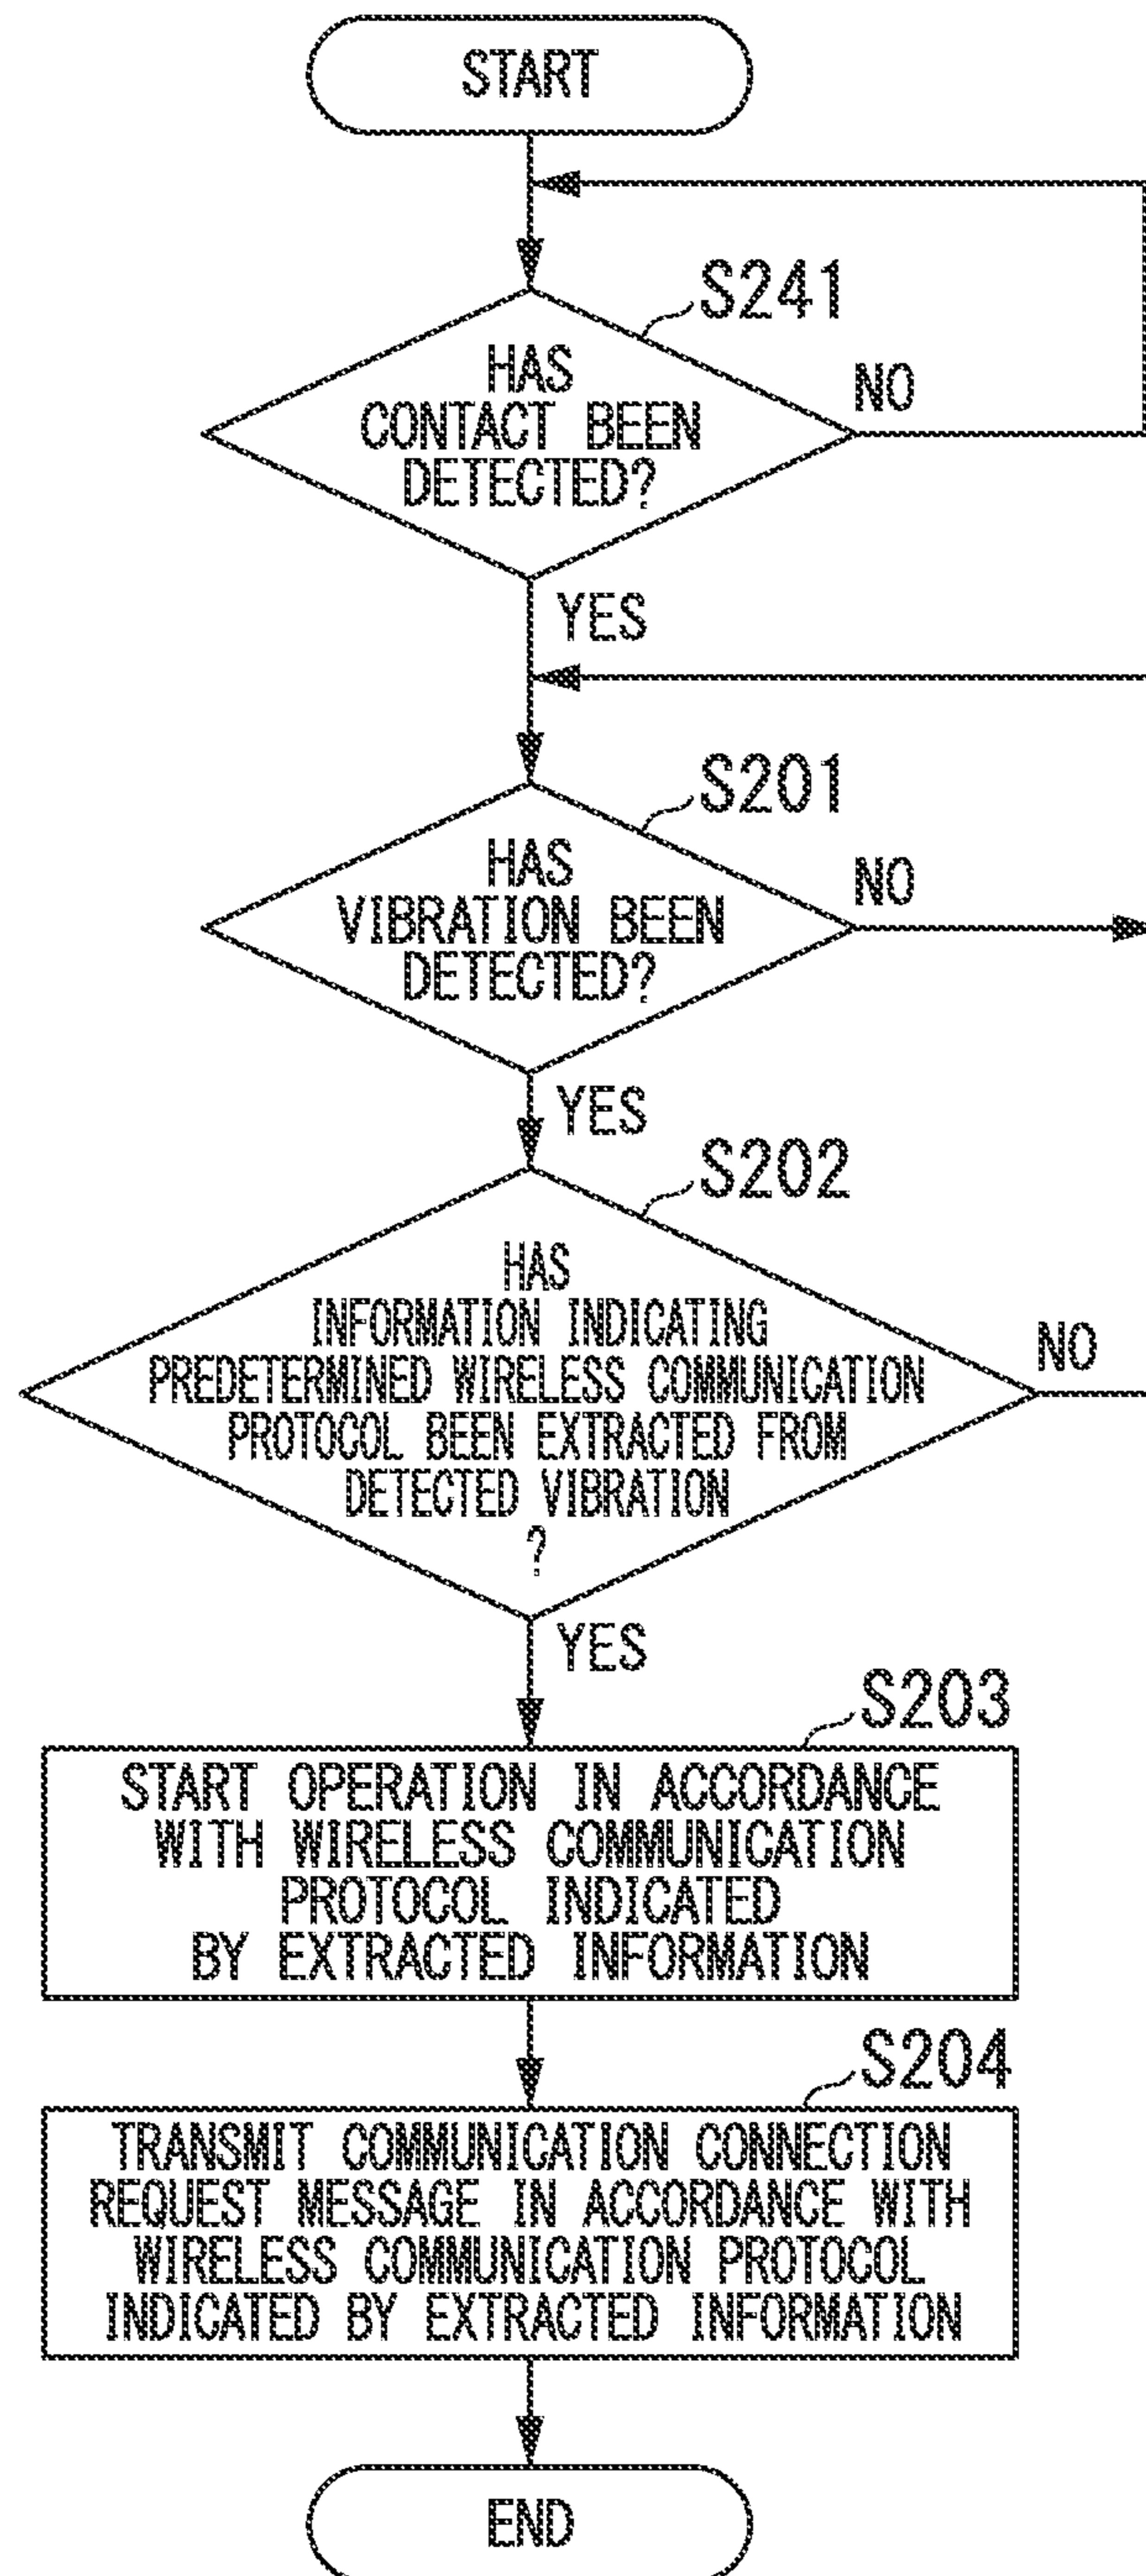 START
S241
HAS
CONTACT BEEN
DETECTED?
NO
YES
S201
HAS
VIBRATION BEEN
DETECTED?
NO
YES
S202
HAS
INFORMATION INDICATING
PREDETERMINED WIRELESS COMMUNICATION
PROTOCOL BEEN EXTRACTED FROM
DETECTED VIBRATION
?
NO
YES
S203
START OPERATION IN ACCORDANCE
WITH WIRELESS COMMUNICATION
PROTOCOL INDICATED
BY EXTRACTED INFORMATION
S204
TRANSMIT COMMUNICATION CONNECTION
REQUEST MESSAGE IN ACCORDANCE WITH
WIRELESS COMMUNICATION PROTOCOL
INDICATED BY EXTRACTED INFORMATION
END